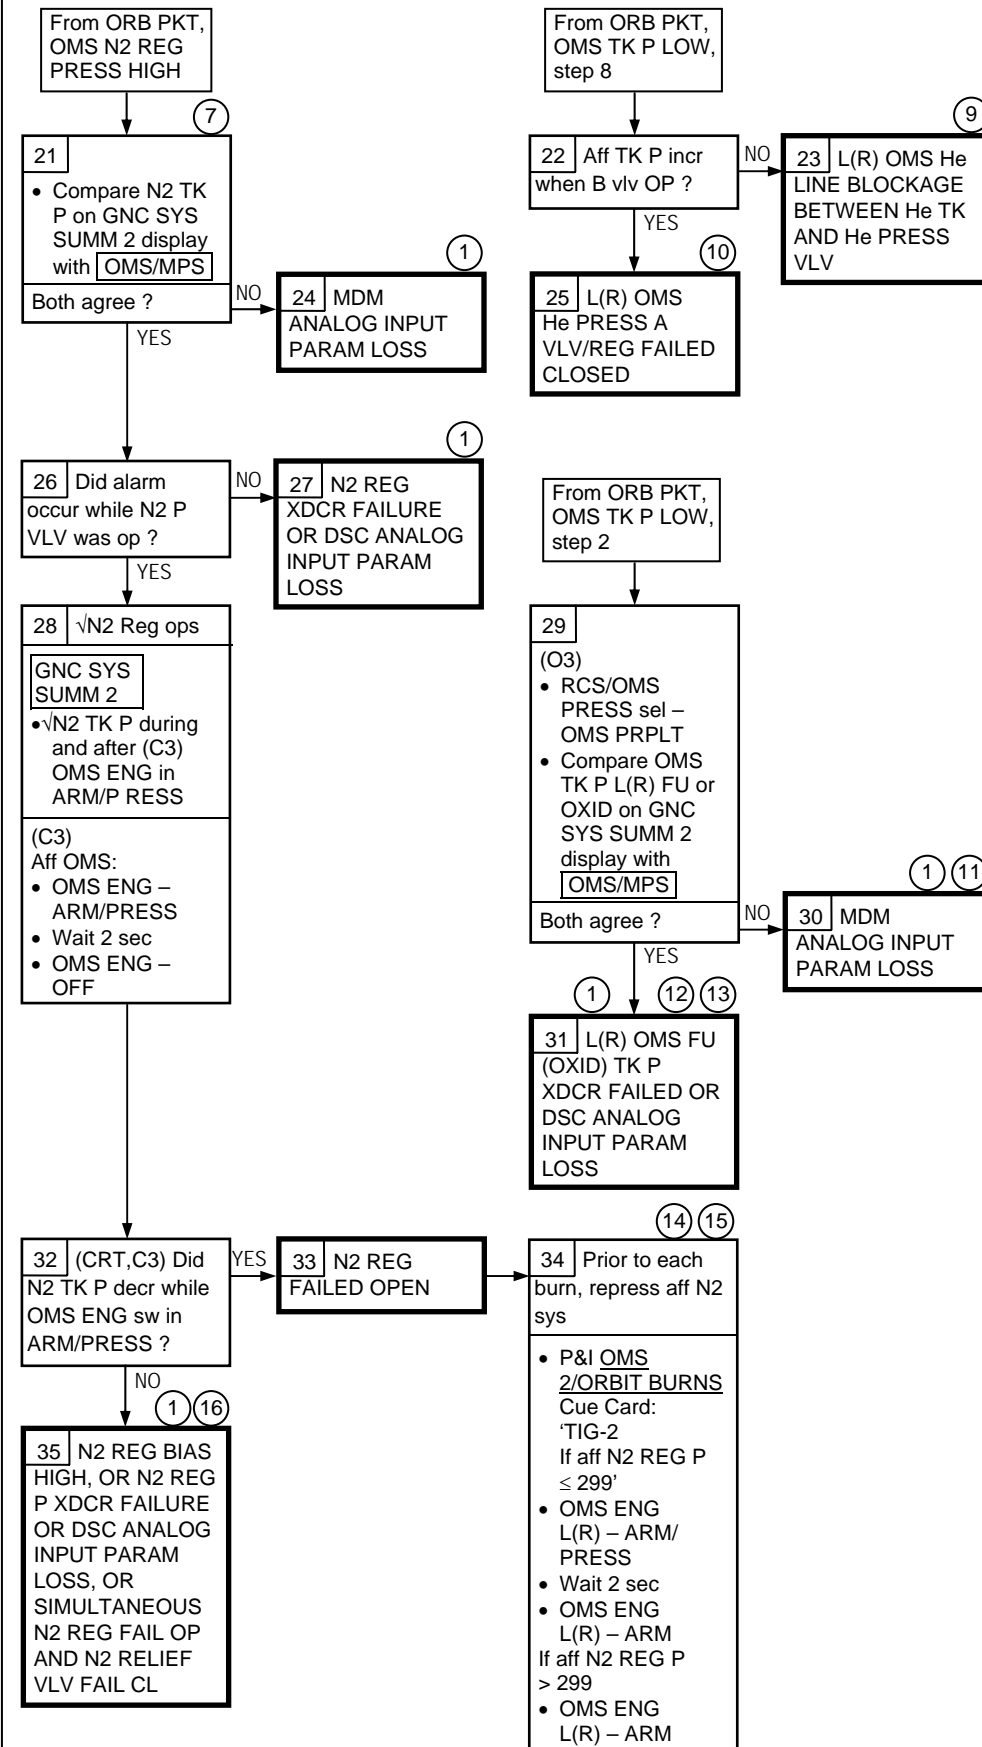 From ORB PKT,
OMS N2 REG
PRESS HIGH
7
21
• Compare N2 TK
P on GNC SYS
SUMM 2 display
with OMS/MPS
Both agree ?
NO
YES
1
24 MDM
ANALOG INPUT
PARAM LOSS
26 Did alarm
occur while N2 P
VLV was op ?
NO
YES
1
27 N2 REG
XDCR FAILURE
OR DSC ANALOG
INPUT PARAM
LOSS
28 √N2 Reg ops
GNC SYS
SUMM 2
•√N2 TK P during
and after (C3)
OMS ENG in
ARM/P RESS
(C3)
Aff OMS:
• OMS ENG –
ARM/PRESS
• Wait 2 sec
• OMS ENG –
OFF
32 (CRT,C3) Did
N2 TK P decr while
OMS ENG sw in
ARM/PRESS ?
YES
NO
33 N2 REG
FAILED OPEN
14 15
34 Prior to each
burn, repress aff N2
sys
• P&I OMS
2/ORBIT BURNS
Cue Card:
‘TIG-2
If aff N2 REG P
≤ 299’
• OMS ENG
L(R) – ARM/
PRESS
• Wait 2 sec
• OMS ENG
L(R) – ARM
If aff N2 REG P
> 299
• OMS ENG
L(R) – ARM
1 16
35 N2 REG BIAS
HIGH, OR N2 REG
P XDCR FAILURE
OR DSC ANALOG
INPUT PARAM
LOSS, OR
SIMULTANEOUS
N2 REG FAIL OP
AND N2 RELIEF
VLV FAIL CL
From ORB PKT,
OMS TK P LOW,
step 8
22 Aff TK P incr
when B vlv OP ?
NO
YES
9
23 L(R) OMS He
LINE BLOCKAGE
BETWEEN He TK
AND He PRESS
VLV
10
25 L(R) OMS
He PRESS A
VLV/REG FAILED
CLOSED
From ORB PKT,
OMS TK P LOW,
step 2
29
(O3)
• RCS/OMS
PRESS sel –
OMS PRPLT
• Compare OMS
TK P L(R) FU or
OXID on GNC
SYS SUMM 2
display with
OMS/MPS
Both agree ?
NO
YES
1 11
30 MDM
ANALOG INPUT
PARAM LOSS
1 12 13
31 L(R) OMS FU
(OXID) TK P
XDCR FAILED OR
DSC ANALOG
INPUT PARAM
LOSS